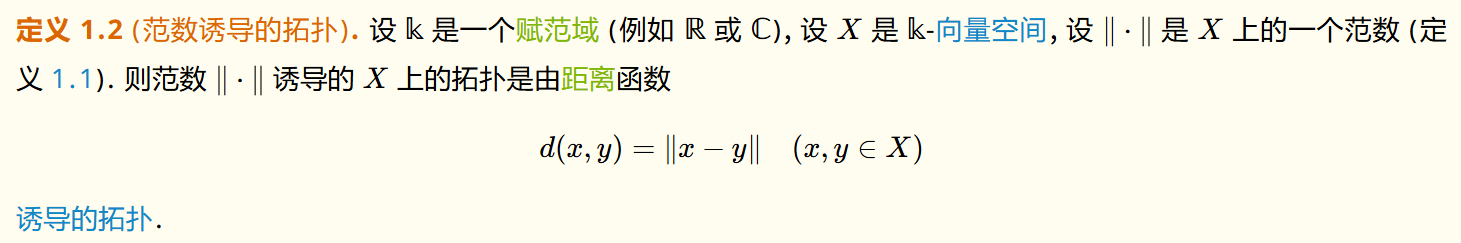 定义 1.2 (范数诱导的拓扑). 设 𝕜 是一个赋范域 (例如 ℝ 或 ℂ), 设 X 是 𝕜-向量空间, 设 ‖ · ‖ 是 X 上的一个范数 (定
义 1.1). 则范数 ‖ · ‖ 诱导的 X 上的拓扑是由距离函数
d(x, y) = ‖x − y‖ (x, y ∈ X)
诱导的拓扑.